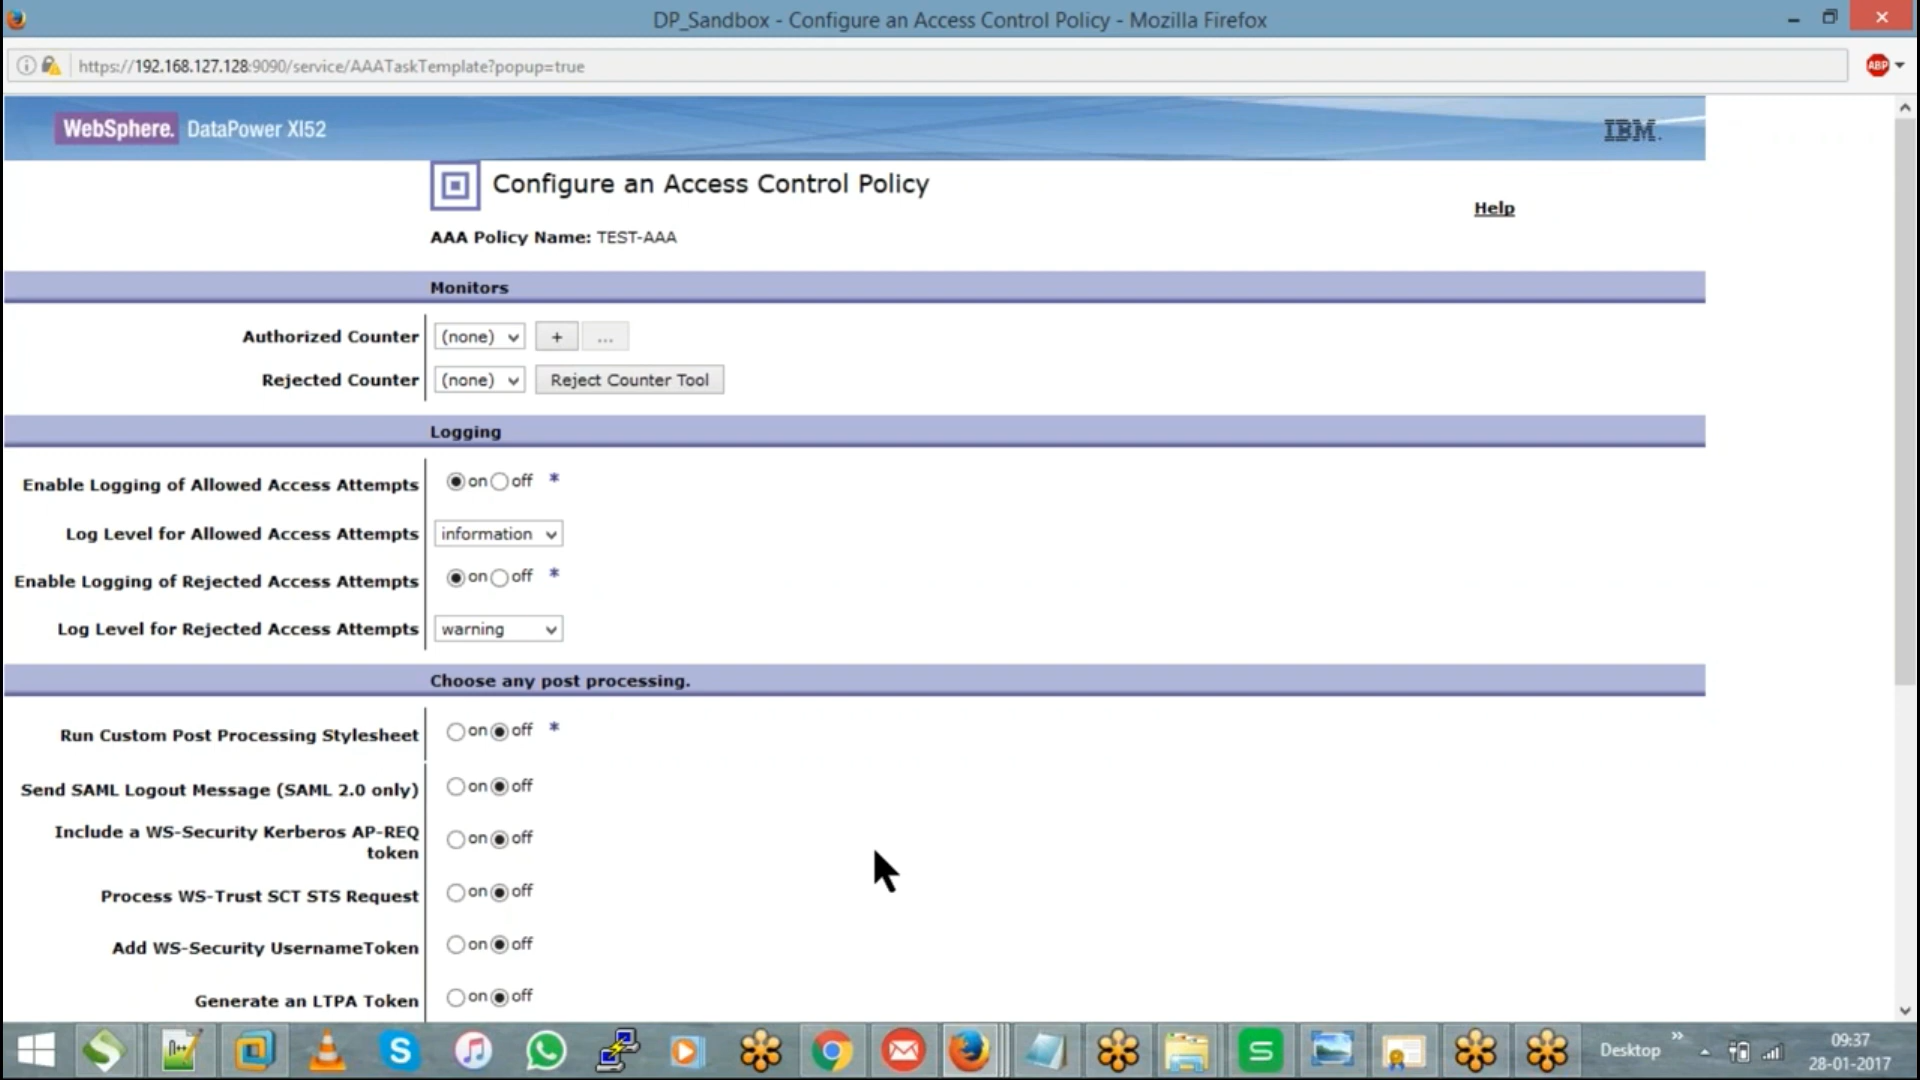 DP_Sandbox - Configure an Access Control Policy - Mozilla Firefox
https://192.168.127.128:9090/service/AAATaskTemplate?popup=true
ABP
WebSphere. DataPower XI52
IBM.
Configure an Access Control Policy
Help
AAA Policy Name: TEST-AAA
Monitors
Authorized Counter (none) + ...
Rejected Counter (none) Reject Counter Tool
Logging
Enable Logging of Allowed Access Attempts on off *
Log Level for Allowed Access Attempts information
Enable Logging of Rejected Access Attempts on off *
Log Level for Rejected Access Attempts warning
Choose any post processing.
Run Custom Post Processing Stylesheet on off *
Send SAML Logout Message (SAML 2.0 only) on off
Include a WS-Security Kerberos AP-REQ
token on off
Process WS-Trust SCT STS Request on off
Add WS-Security UsernameToken on off
Generate an LTPA Token on off
Desktop
09:37
28-01-2017